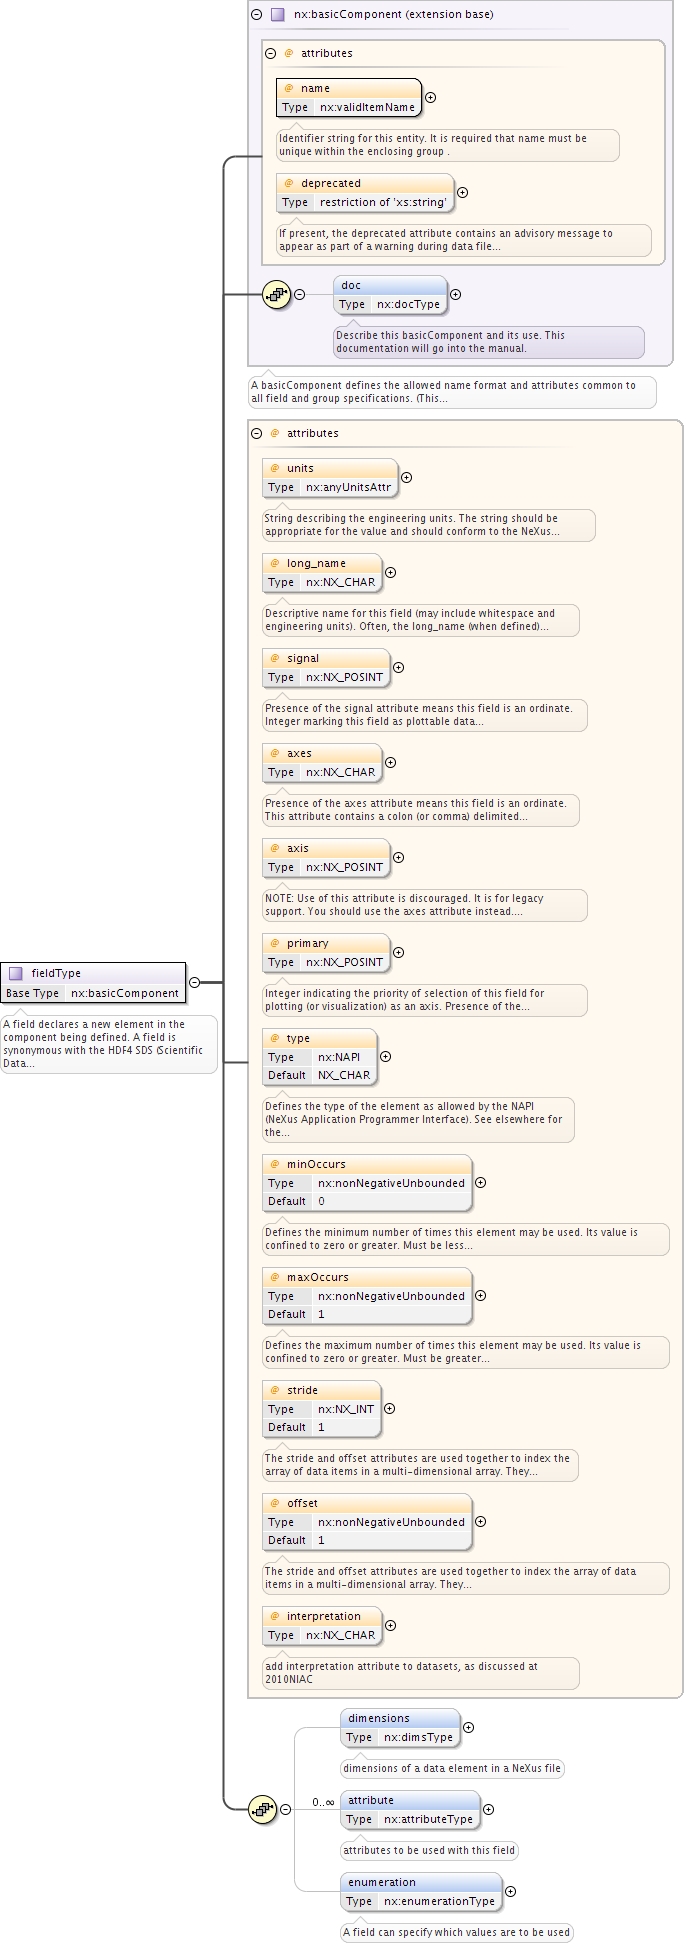 nx:basicComponent (extension base)
@ attributes
@ name
Type nx:validItemName
Identifier string for this entity. It is required that name must be
unique within the enclosing group .
@ deprecated
Type restriction of 'xs:string'
If present, the deprecated attribute contains an advisory message to
appear as part of a warning during data file...
doc
Type nx:docType
Describe this basicComponent and its use. This
documentation will go into the manual.
A basicComponent defines the allowed name format and attributes common to
all field and group specifications. (This...
@ attributes
@ units
Type nx:anyUnitsAttr
String describing the engineering units. The string should be
appropriate for the value and should conform to the NeXus...
@ long_name
Type nx:NX_CHAR
Descriptive name for this field (may include whitespace and
engineering units). Often, the long_name (when defined)...
@ signal
Type nx:NX_POSINT
Presence of the signal attribute means this field is an ordinate.
Integer marking this field as plottable data...
@ axes
Type nx:NX_CHAR
Presence of the axes attribute means this field is an ordinate.
This attribute contains a colon (or comma) delimited...
@ axis
Type nx:NX_POSINT
NOTE: Use of this attribute is discouraged. It is for legacy
support. You should use the axes attribute instead....
@ primary
Type nx:NX_POSINT
fieldType
Base Type nx:basicComponent
Integer indicating the priority of selection of this field for
plotting (or visualization) as an axis. Presence of the...
A field declares a new element in the
component being defined. A field is
synonymous with the HDF4 SDS (Scientific
Data...
@ type
Type nx:NAPI
Default NX_CHAR
Defines the type of the element as allowed by the NAPI
(NeXus Application Programmer Interface). See elsewhere for
the...
@ minOccurs
Type nx:nonNegativeUnbounded
Default 0
Defines the minimum number of times this element may be used. Its value is
confined to zero or greater. Must be less...
@ maxOccurs
Type nx:nonNegativeUnbounded
Default 1
Defines the maximum number of times this element may be used. Its value is
confined to zero or greater. Must be greater...
@ stride
Type nx:NX_INT
Default 1
The stride and offset attributes are used together to index the
array of data items in a multi-dimensional array. They...
@ offset
Type nx:nonNegativeUnbounded
Default 1
The stride and offset attributes are used together to index the array of data
items in a multi-dimensional array. They...
@ interpretation
Type nx:NX_CHAR
add interpretation attribute to datasets, as discussed at
2010NIAC
dimensions
Type nx:dimsType
dimensions of a data element in a NeXus file
0..∞
attribute
Type nx:attributeType
attributes to be used with this field
enumeration
Type nx:enumerationType
A field can specify which values are to be used